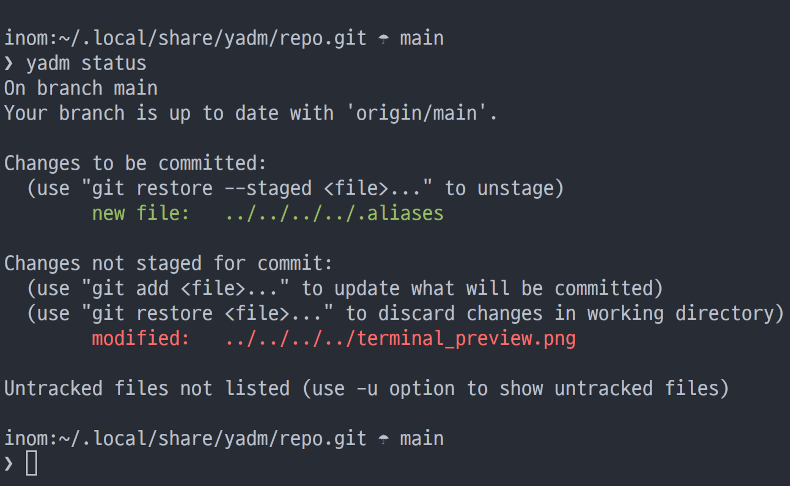 inom:~/.local/share/yadm/repo.git ☂ main
❯ yadm status
On branch main
Your branch is up to date with 'origin/main'.
Changes to be committed:
  (use "git restore --staged <file>..." to unstage)
        new file:   ../../../../.aliases
Changes not staged for commit:
  (use "git add <file>..." to update what will be committed)
  (use "git restore <file>..." to discard changes in working directory)
        modified:   ../../../../terminal_preview.png
Untracked files not listed (use -u option to show untracked files)
inom:~/.local/share/yadm/repo.git ☂ main
❯